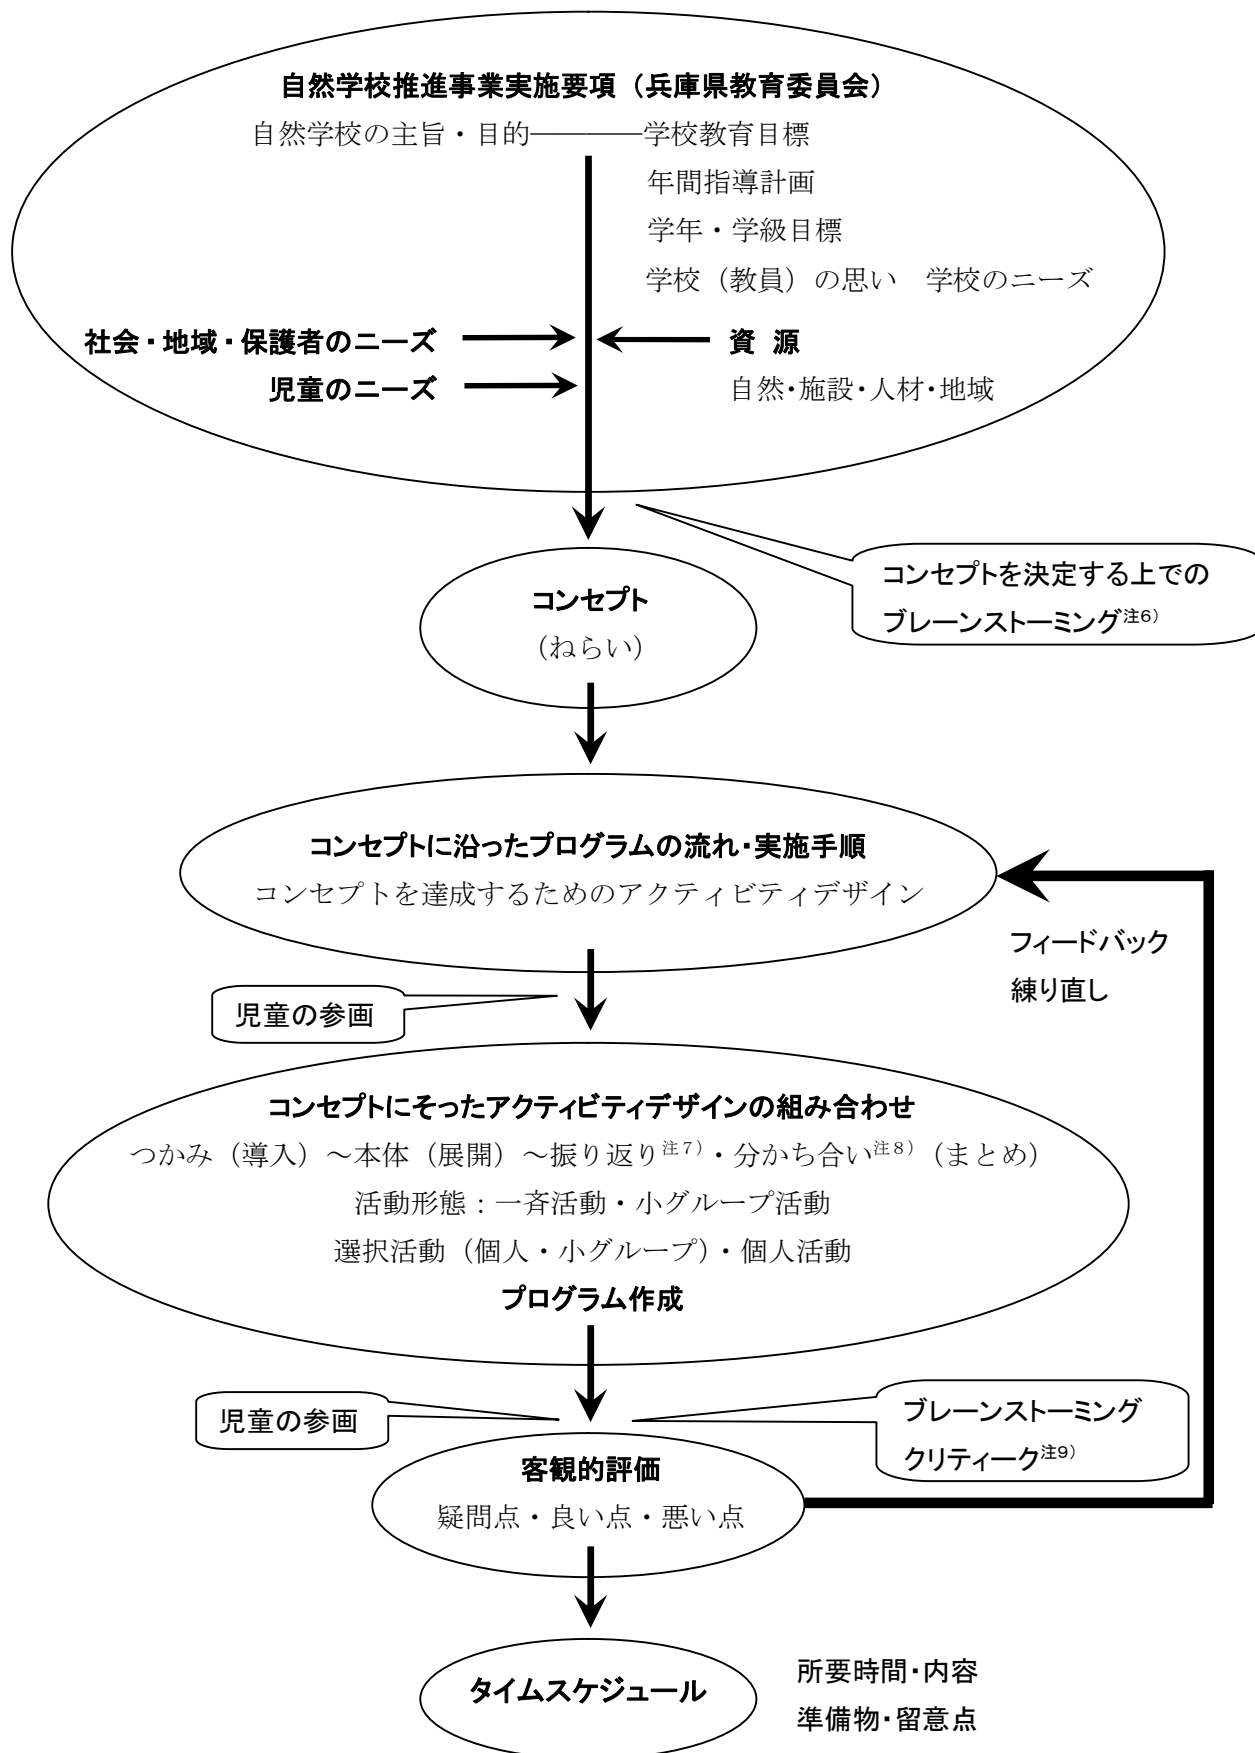 自然学校推進事業実施要項（兵庫県教育委員会）
自然学校の主旨・目的―――――学校教育目標
年間指導計画
学年・学級目標
学校（教員）の思い　学校のニーズ
社会・地域・保護者のニーズ
資 源
児童のニーズ
自然・施設・人材・地域
コンセプトを決定する上での
ブレーンストーミング注6）
コンセプト
（ねらい）
コンセプトに沿ったプログラムの流れ・実施手順
コンセプトを達成するためのアクティビティデザイン
フィードバック
練り直し
児童の参画
コンセプトにそったアクティビティデザインの組み合わせ
つかみ（導入）～本体（展開）～振り返り注7）・分かち合い注8）（まとめ）
活動形態：一斉活動・小グループ活動
選択活動（個人・小グループ）・個人活動
プログラム作成
児童の参画
ブレーンストーミング
クリティーク注9）
客観的評価
疑問点・良い点・悪い点
タイムスケジュール
所要時間・内容
準備物・留意点